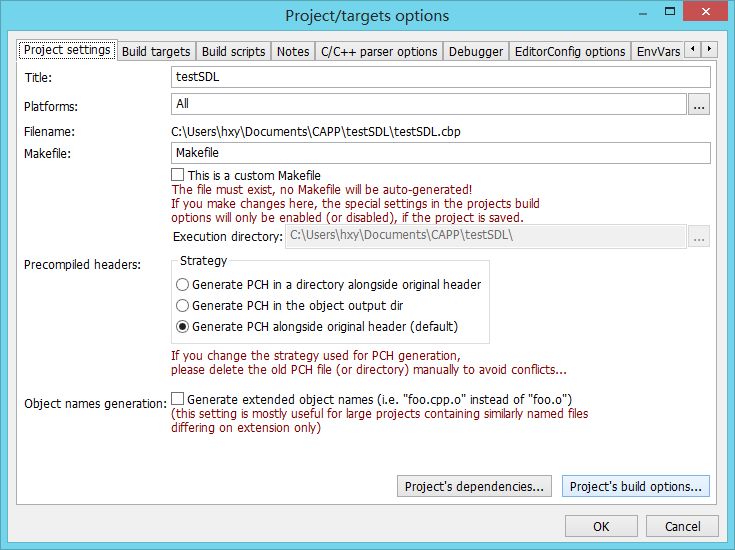 Project/targets options
Project settings Build targets Build scripts Notes C/C++ parser options Debugger EditorConfig options EnvVars
Title: testSDL
Platforms: All ...
Filename: C:\Users\hxy\Documents\CAPP\testSDL\testSDL.cbp
Makefile: Makefile
This is a custom Makefile
The file must exist, no Makefile will be auto-generated!
If you make changes here, the special settings in the projects build
options will only be enabled (or disabled), if the project is saved.
Execution directory: C:\Users\hxy\Documents\CAPP\testSDL\ ...
Precompiled headers: Strategy
Generate PCH in a directory alongside original header
Generate PCH in the object output dir
Generate PCH alongside original header (default)
If you change the strategy used for PCH generation,
please delete the old PCH file (or directory) manually to avoid conflicts...
Object names generation: Generate extended object names (i.e. "foo.cpp.o" instead of "foo.o")
(this setting is mostly useful for large projects containing similarly named files
differing on extension only)
Project's dependencies... Project's build options...
OK Cancel